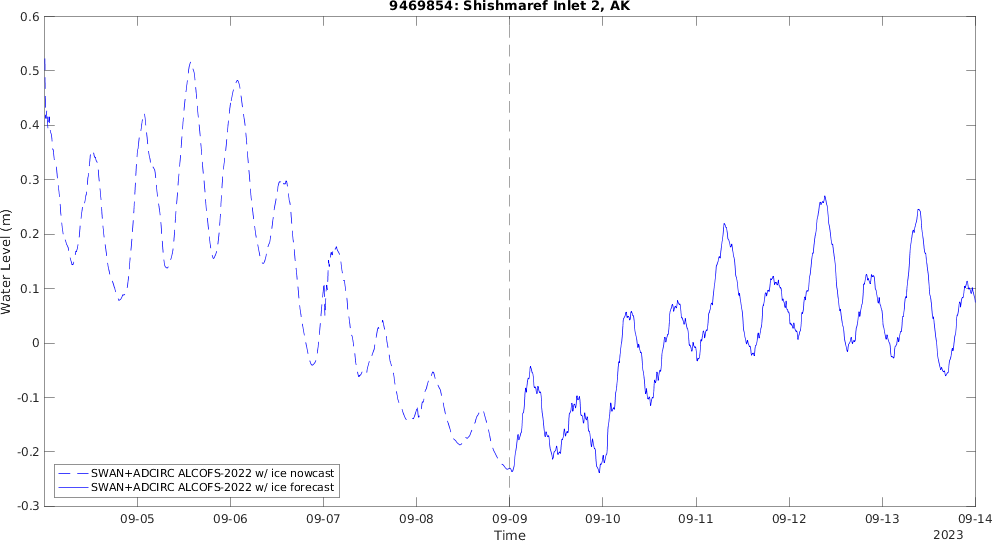 9469854: Shishmaref Inlet 2, AK
0.6
0.5
0.4
0.3
0.2
0.1
0
-0.1
-0.2
-0.3
Water Level (m)
SWAN+ADCIRC ALCOFS-2022 w/ ice nowcast
SWAN+ADCIRC ALCOFS-2022 w/ ice forecast
09-05 09-06 09-07 09-08 09-09 09-10 09-11 09-12 09-13 09-14
Time
2023